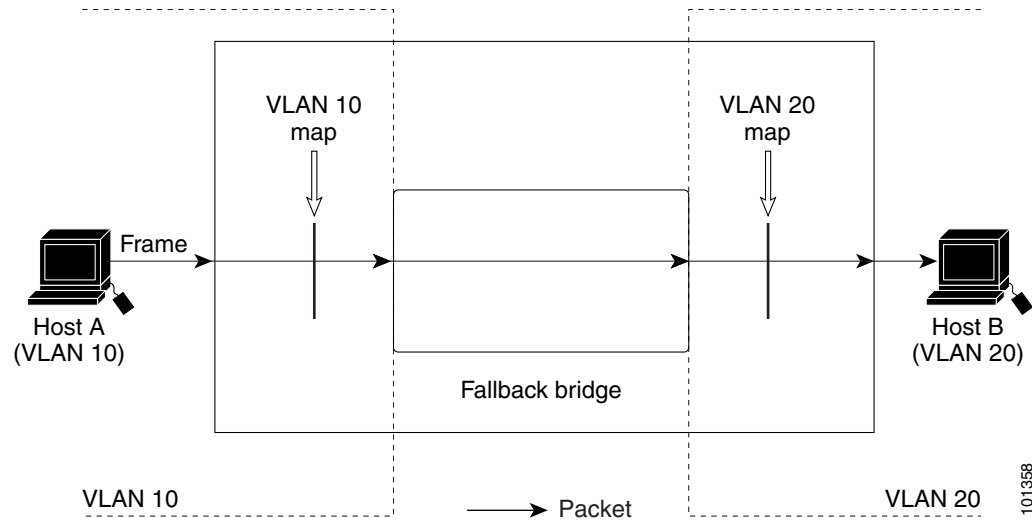 VLAN 10
map
VLAN 20
map
Frame
Host A
(VLAN 10)
Host B
(VLAN 20)
Fallback bridge
VLAN 10
Packet
VLAN 20
101358